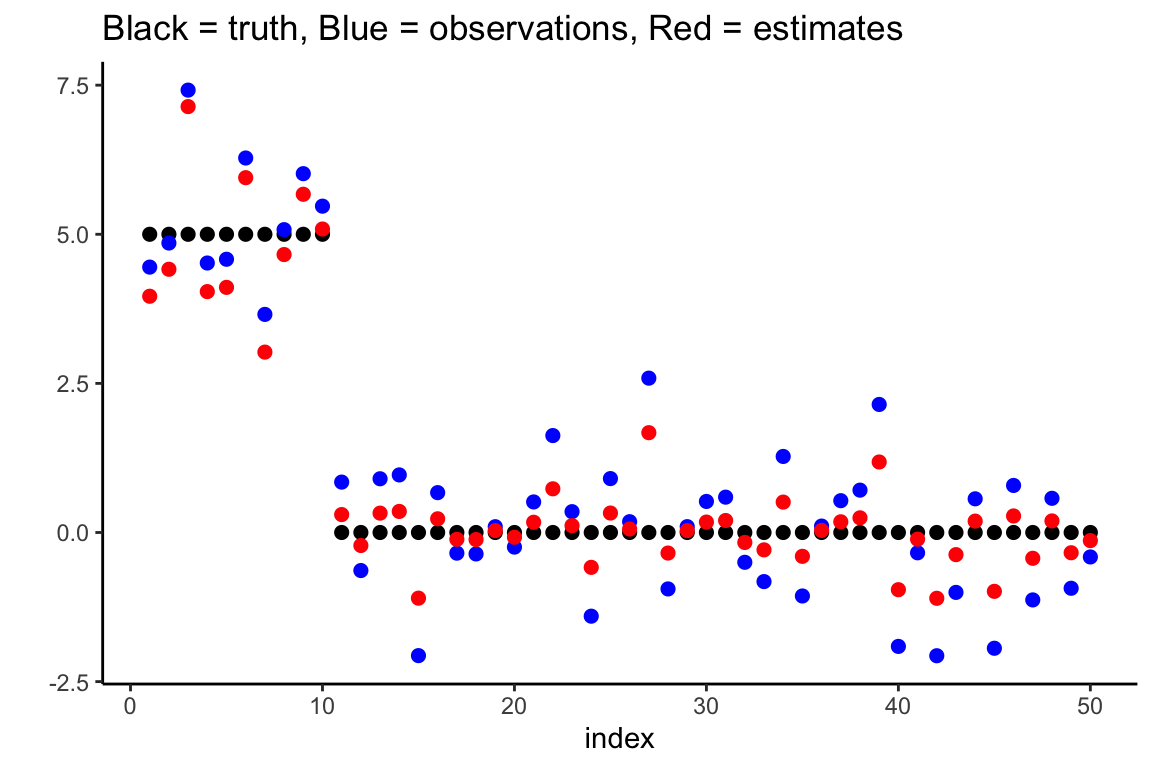 Black = truth, Blue = observations, Red = estimates
7.5
5.0
2.5
0.0
-2.5
0 10 20 30 40 50
index